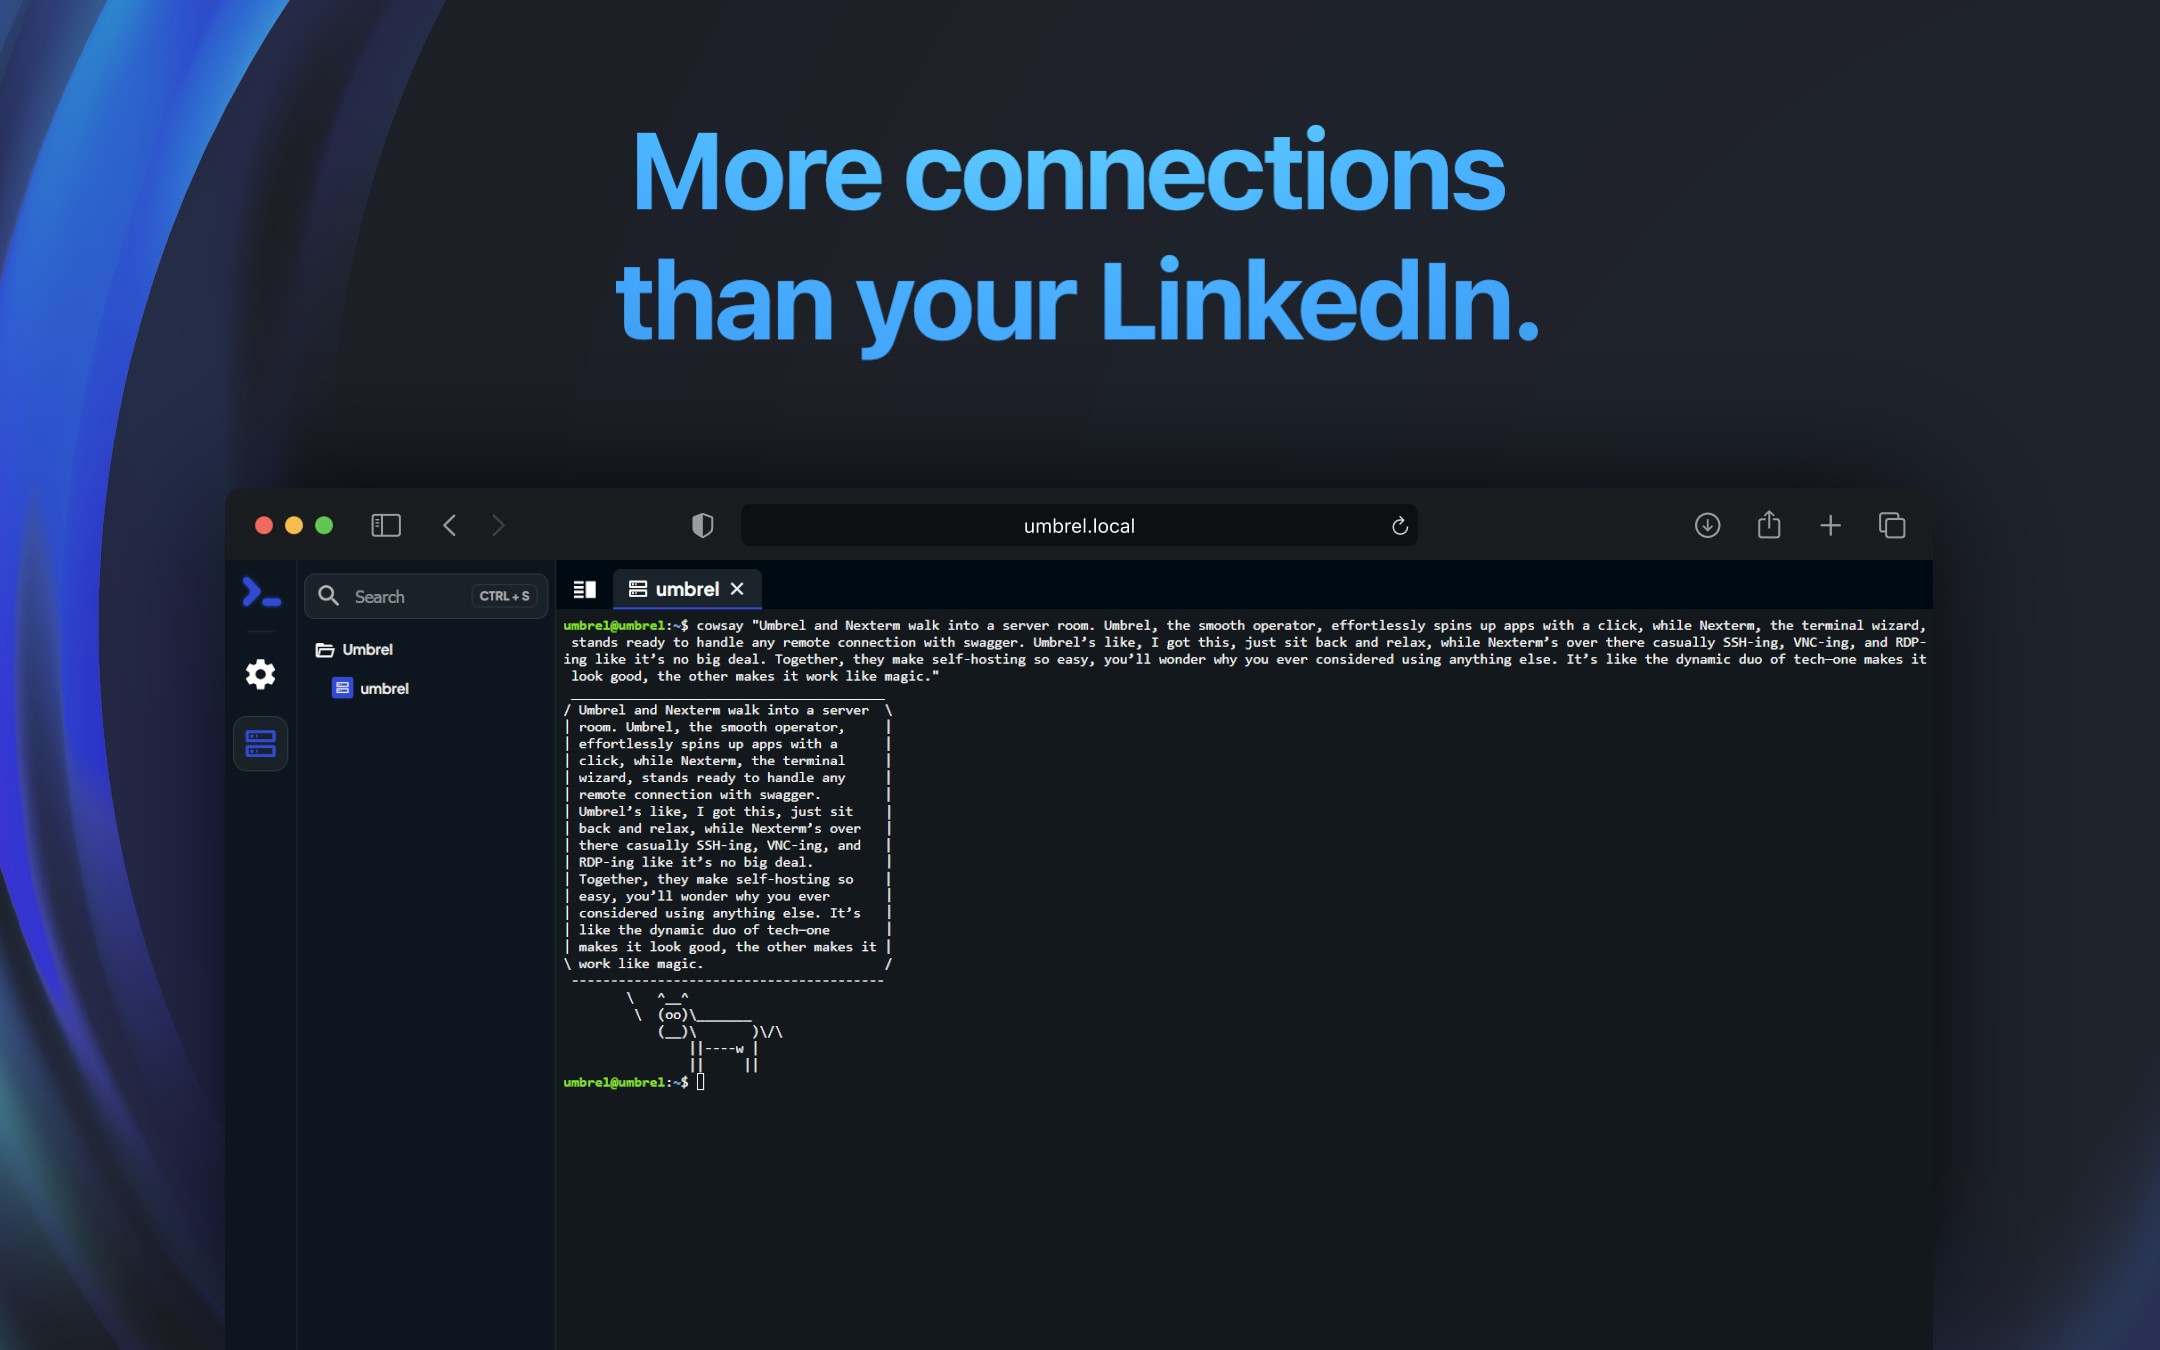 More connections
than your LinkedIn.
umbrel.local
Search
CTRL + S
Umbrel
umbrel
umbrel
umbrel@umbrel:~$ cowsay "Umbrel and Nexterm walk into a server room. Umbrel, the smooth operator, effortlessly spins up apps with a click, while Nexterm, the terminal wizard,
stands ready to handle any remote connection with swagger. Umbrel’s like, I got this, just sit back and relax, while Nexterm’s over there casually SSH-ing, VNC-ing, and RDP-
ing like it’s no big deal. Together, they make self-hosting so easy, you’ll wonder why you ever considered using anything else. It’s like the dynamic duo of tech—one makes it
look good, the other makes it work like magic."
 ________________________________________
/ Umbrel and Nexterm walk into a server  \
| room. Umbrel, the smooth operator,     |
| effortlessly spins up apps with a      |
| click, while Nexterm, the terminal     |
| wizard, stands ready to handle any     |
| remote connection with swagger.        |
| Umbrel’s like, I got this, just sit    |
| back and relax, while Nexterm’s over   |
| there casually SSH-ing, VNC-ing, and   |
| RDP-ing like it’s no big deal.         |
| Together, they make self-hosting so    |
| easy, you’ll wonder why you ever       |
| considered using anything else. It’s   |
| like the dynamic duo of tech—one       |
| makes it look good, the other makes it |
\ work like magic.                       /
 ----------------------------------------
        \   ^__^
         \  (oo)\_______
            (__)\       )\/\
                ||----w |
                ||     ||
umbrel@umbrel:~$